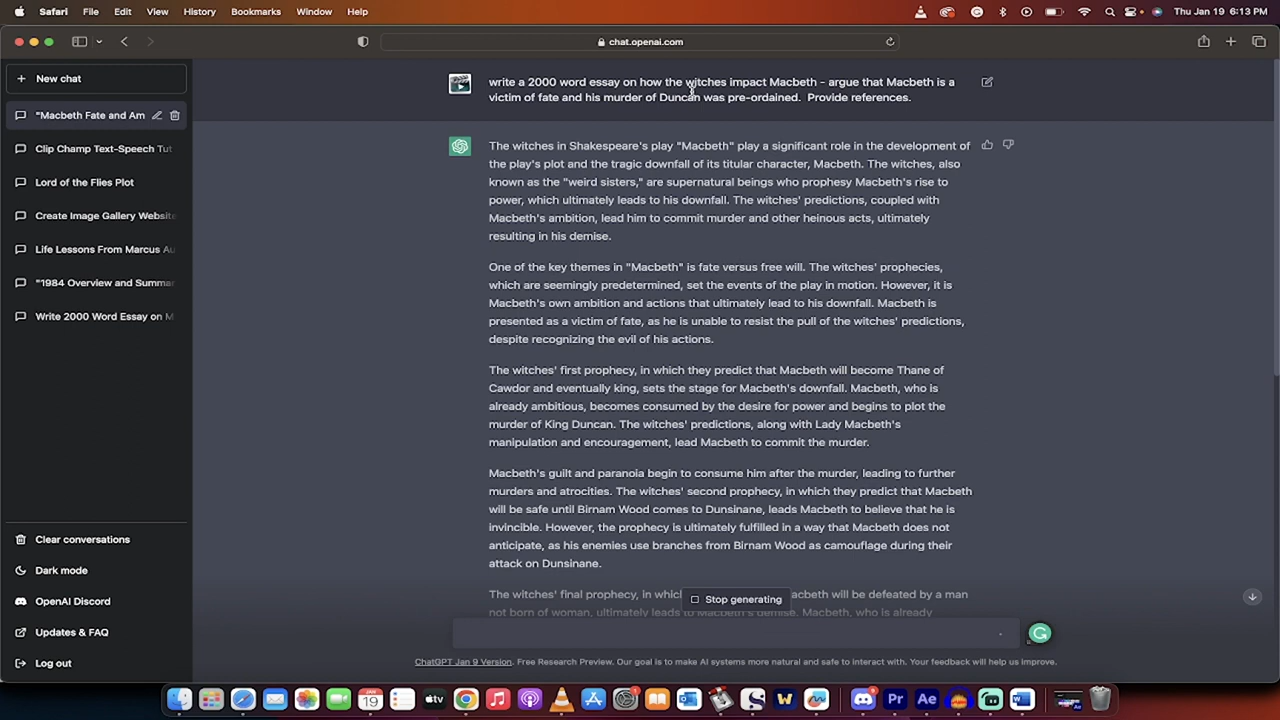 Safari File Edit View History Bookmarks Window Help Thu Jan 19 6:13 PM
chat.openai.com
New chat
"Macbeth Fate and Am
Clip Champ Text-Speech Tut
Lord of the Flies Plot
Create Image Gallery Website
Life Lessons From Marcus Au
"1984 Overview and Summar
Write 2000 Word Essay on M
Clear conversations
Dark mode
OpenAI Discord
Updates & FAQ
Log out
write a 2000 word essay on how the witches impact Macbeth - argue that Macbeth is a
victim of fate and his murder of Duncan was pre-ordained. Provide references.
The witches in Shakespeare's play "Macbeth" play a significant role in the development of
the play's plot and the tragic downfall of its titular character, Macbeth. The witches, also
known as the "weird sisters," are supernatural beings who prophesy Macbeth's rise to
power, which ultimately leads to his downfall. The witches' predictions, coupled with
Macbeth's ambition, lead him to commit murder and other heinous acts, ultimately
resulting in his demise.
One of the key themes in "Macbeth" is fate versus free will. The witches' prophecies,
which are seemingly predetermined, set the events of the play in motion. However, it is
Macbeth's own ambition and actions that ultimately lead to his downfall. Macbeth is
presented as a victim of fate, as he is unable to resist the pull of the witches' predictions,
despite recognizing the evil of his actions.
The witches' first prophecy, in which they predict that Macbeth will become Thane of
Cawdor and eventually king, sets the stage for Macbeth's downfall. Macbeth, who is
already ambitious, becomes consumed by the desire for power and begins to plot the
murder of King Duncan. The witches' predictions, along with Lady Macbeth's
manipulation and encouragement, lead Macbeth to commit the murder.
Macbeth's guilt and paranoia begin to consume him after the murder, leading to further
murders and atrocities. The witches' second prophecy, in which they predict that Macbeth
will be safe until Birnam Wood comes to Dunsinane, leads Macbeth to believe that he is
invincible. However, the prophecy is ultimately fulfilled in a way that Macbeth does not
anticipate, as his enemies use branches from Birnam Wood as camouflage during their
attack on Dunsinane.
The witches' final prophecy, in which acbeth will be defeated by a man
not born of woman, ultimately leads to Macbeth's demise. Macbeth, who is already
Stop generating
ChatGPT Jan 9 Version. Free Research Preview. Our goal is to make AI systems more natural and safe to interact with. Your feedback will help us improve.